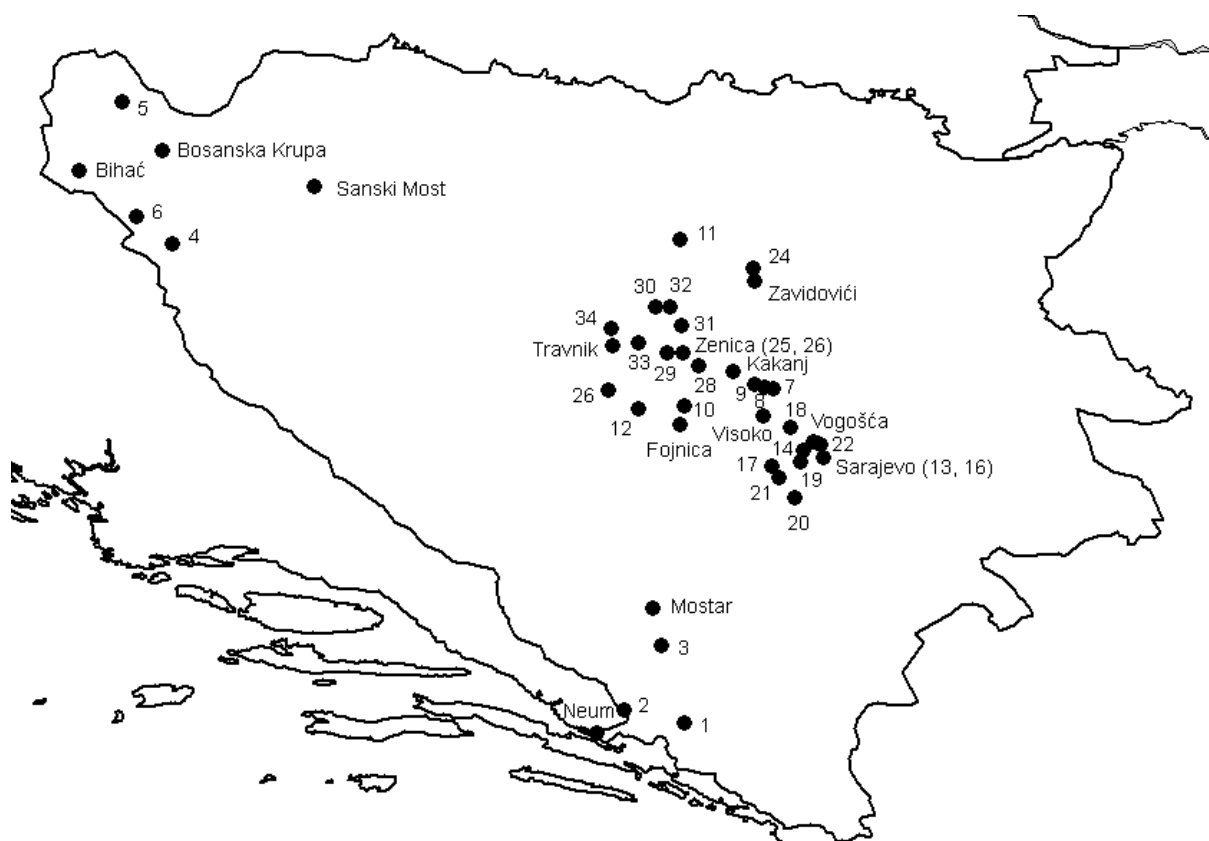 5
Bosanska Krupa
Bihać
Sanski Most
6
4
11
24
Zavidovići
30
32
34
31
Travnik
33
Zenica (25, 26)
29
Kakanj
28
9
7
26
8
10
12
18
Fojnica
Visoko
Vogošća
14
22
17
Sarajevo (13, 16)
19
21
20
Mostar
3
Neum
2
1